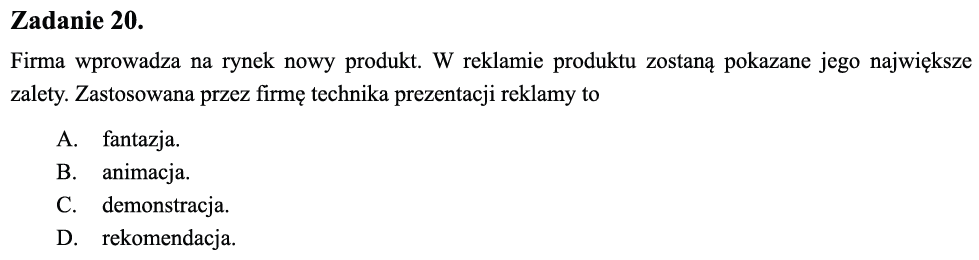 Zadanie 20.
Firma wprowadza na rynek nowy produkt. W reklamie produktu zostaną pokazane jego największe
zalety. Zastosowana przez firmę technika prezentacji reklamy to
A. fantazja.
B. animacja.
C. demonstracja.
D. rekomendacja.